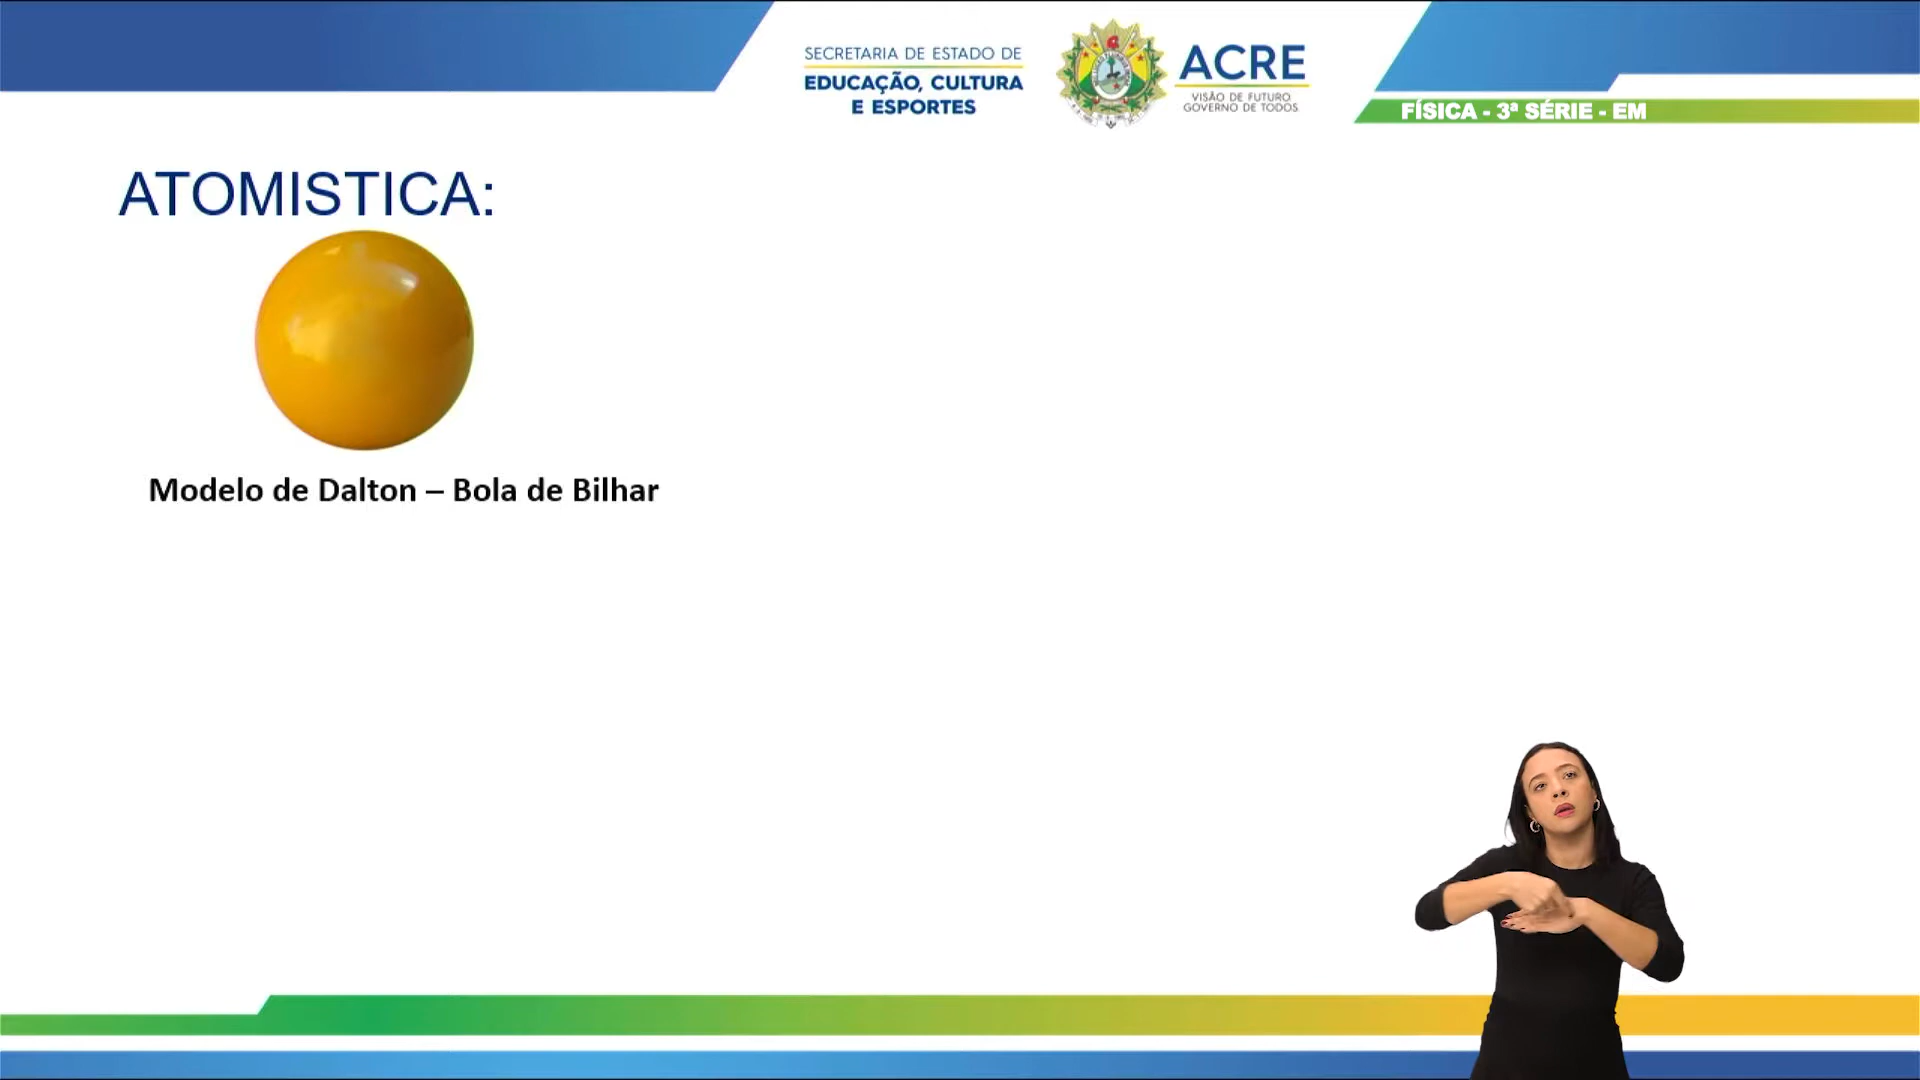 SECRETARIA DE ESTADO DE
EDUCAÇÃO, CULTURA
E ESPORTES
ACRE
VISÃO DE FUTURO
GOVERNO DE TODOS
FÍSICA - 3ª SÉRIE - EM
ATOMISTICA:
Modelo de Dalton – Bola de Bilhar